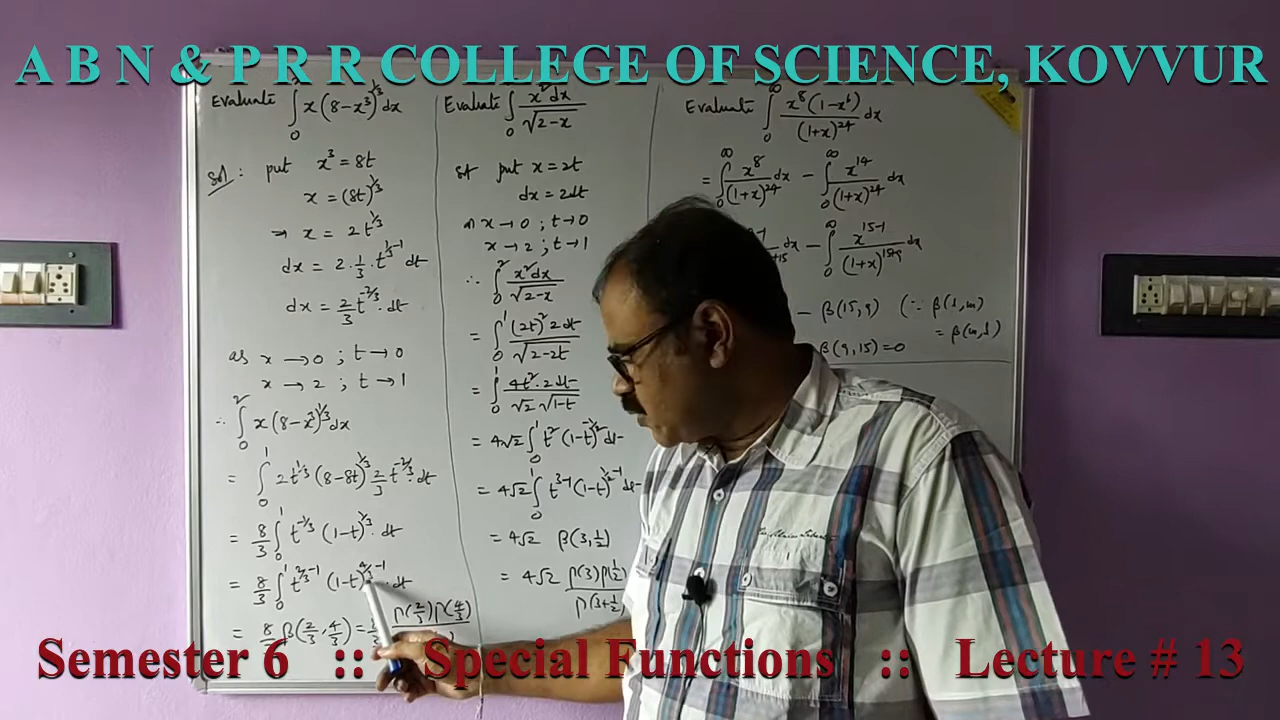 A B N & P R R COLLEGE OF SCIENCE, KOVVUR
Evaluate ∫₀ x(8-x³)^{1/3} dx
Sol: put x³ = 8t
x = (8t)^{1/3}
⇒ x = 2t^{1/3}
dx = 2·1/3·t^{1/3-1} dt
dx = 2/3 t^{-2/3}·dt
as x→0 ; t→0
x→2 ; t→1
∴ ∫₀² x(8-x³)^{1/3} dx
= ∫₀¹ 2t^{1/3} (8-8t)^{1/3} 2/3 t^{-2/3}·dt
= 8/3 ∫₀¹ t^{-1/3} (1-t)^{1/3}·dt
= 8/3 ∫₀¹ t^{2/3-1} (1-t)^{4/3-1}·dt
= 8/3 β(2/3, 4/3) = Γ(2/3)Γ(4/3)
Evaluate ∫₀ x²dx/√(2-x)
put x = 2t
dx = 2dt
as x→0 ; t→0
x→2 ; t→1
∴ ∫₀² x²dx/√(2-x)
= ∫₀¹ (2t)² 2dt/√(2-2t)
= ∫₀¹ 4t²·2dt/(√2 √(1-t))
= 4√2 ∫₀¹ t² (1-t)^{-1/2} dt
= 4√2 ∫₀¹ t^{3-1} (1-t)^{1/2-1} dt
= 4√2 β(3, 1/2)
= 4√2 Γ(3)Γ(1/2)/Γ(3+1/2)
Evaluate ∫₀^∞ x⁸(1-x⁶)/(1+x)²⁴ dx
= ∫₀^∞ x⁸/(1+x)²⁴ dx - ∫₀^∞ x¹⁴/(1+x)²⁴ dx
dx - ∫₀^∞ x^{15-1}/(1+x)^{15+9} dx
- β(15,9) (∵ β(l,m)
= β(m,l)
β(9,15) = 0
Semester 6 :: Special Functions :: Lecture # 13